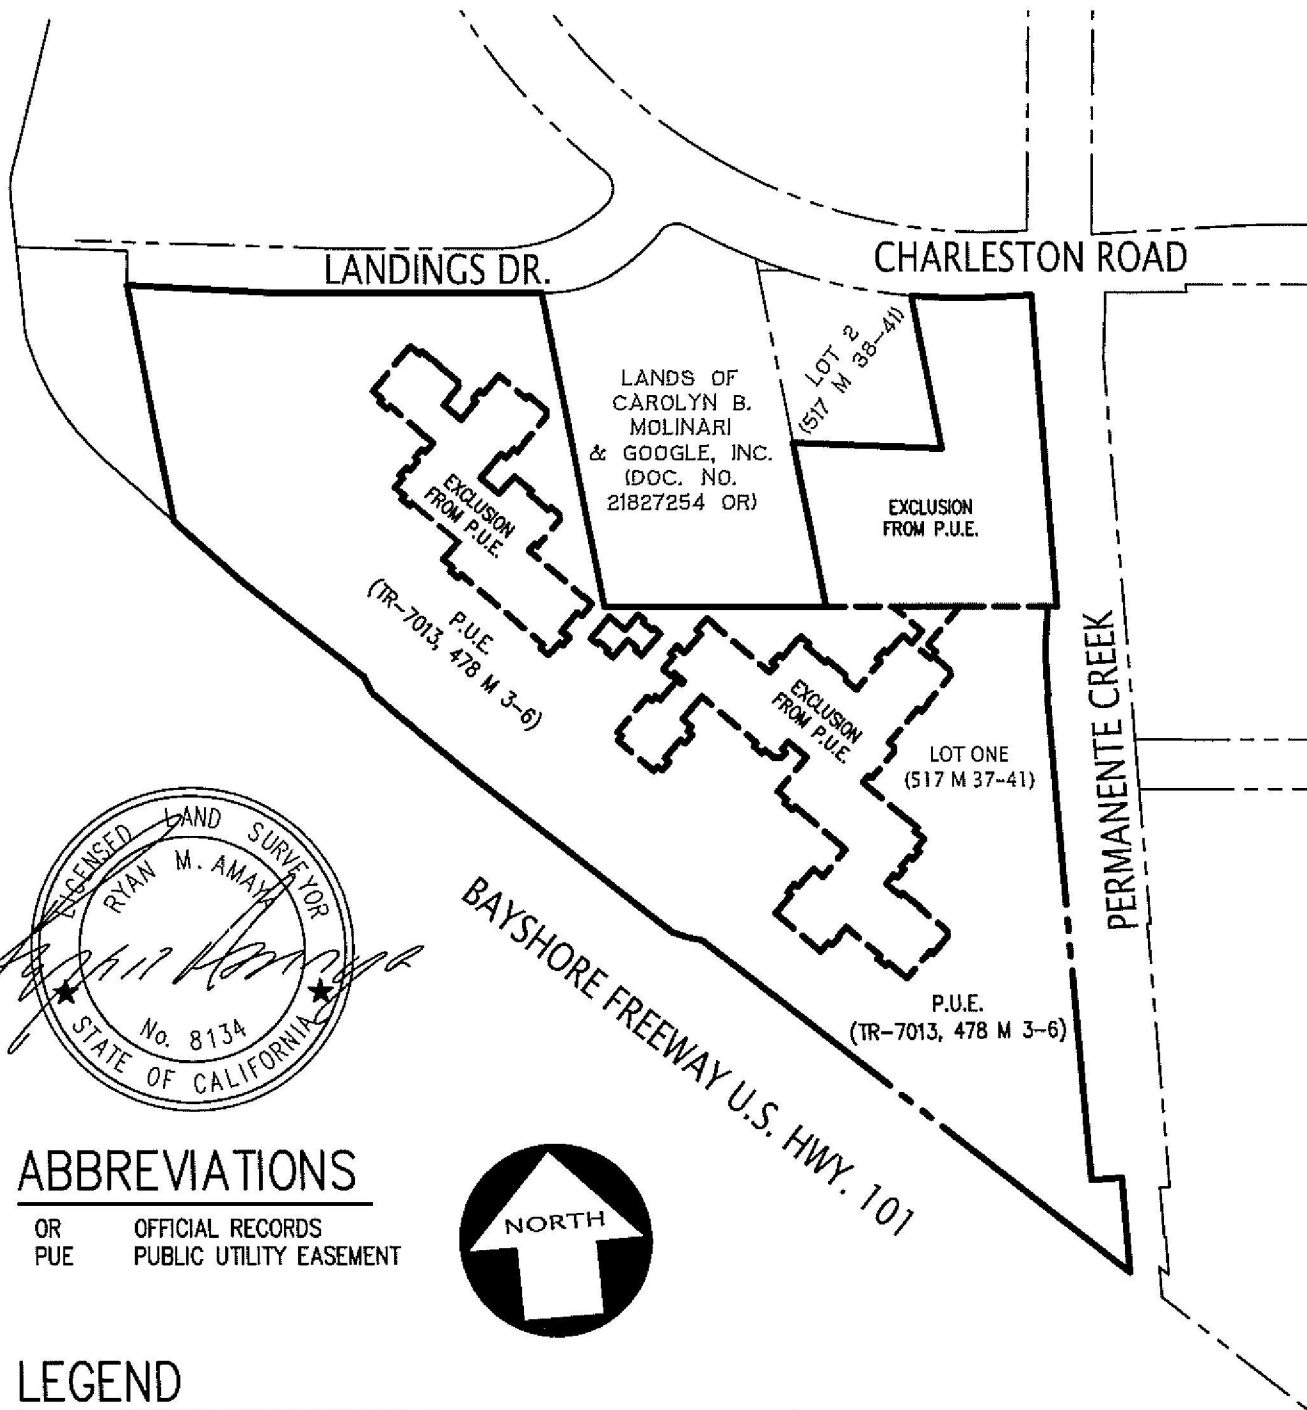 LANDINGS DR.
CHARLESTON ROAD
LOT 2
(517 M 38-41)
LANDS OF
CAROLYN B.
MOLINARI
& GOOGLE, INC.
(DOC. NO.
21827254 OR)
EXCLUSION
FROM P.U.E.
EXCLUSION
FROM P.U.E.
P.U.E.
(TR-7013, 478 M 3-6)
EXCLUSION
FROM P.U.E.
LOT ONE
(517 M 37-41)
PERMANENTE CREEK
BAYSHORE FREEWAY U.S. HWY. 101
P.U.E.
(TR-7013, 478 M 3-6)
LICENSED LAND SURVEYOR
RYAN M. AMAYA
No. 8134
STATE OF CALIFORNIA
ABBREVIATIONS
OR OFFICIAL RECORDS
PUE PUBLIC UTILITY EASEMENT
NORTH
LEGEND